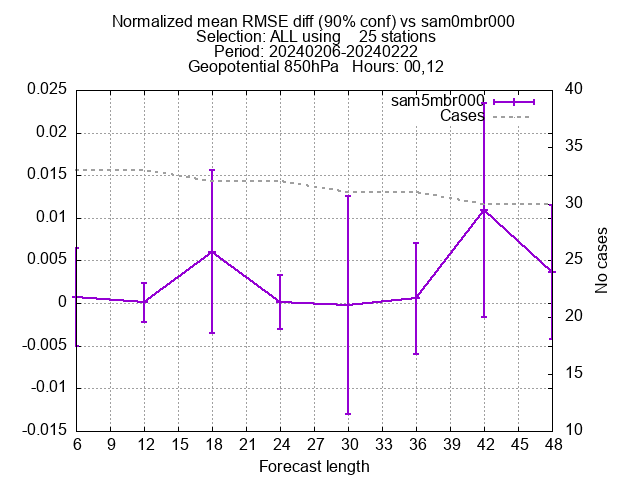 Normalized mean RMSE diff (90% conf) vs sam0mbr000
Selection: ALL using    25 stations
Period: 20240206-20240222
Geopotential 850hPa   Hours: 00,12
sam5mbr000
Cases
0.025
0.02
0.015
0.01
0.005
0
-0.005
-0.01
-0.015
40
35
30
25
20
15
10
No cases
6 9 12 15 18 21 24 27 30 33 36 39 42 45 48
Forecast length